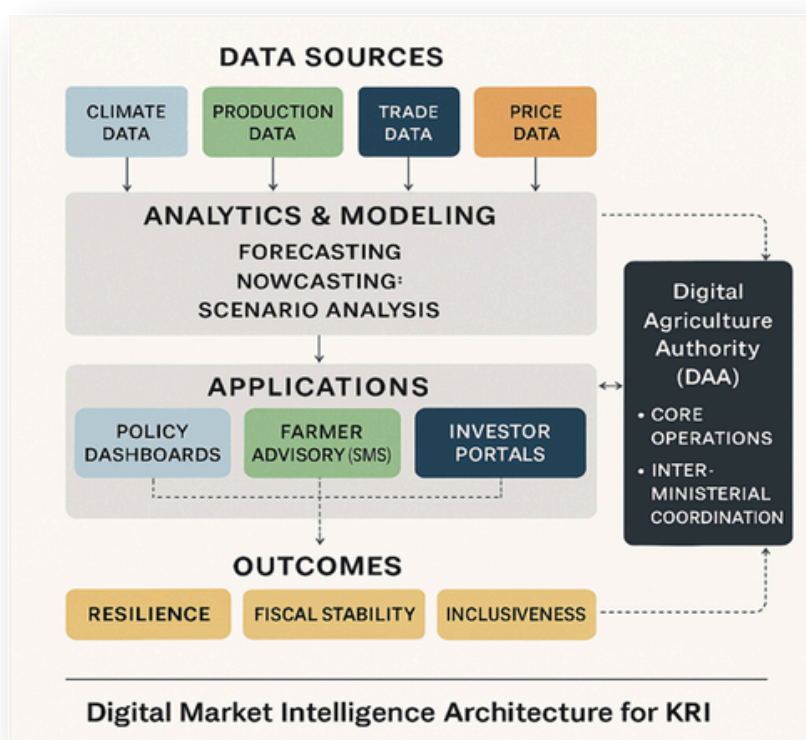 DATA SOURCES
CLIMATE
DATA
PRODUCTION
DATA
TRADE
DATA
PRICE
DATA
ANALYTICS & MODELING
FORECASTING
NOWCASTING:
SCENARIO ANALYSIS
APPLICATIONS
POLICY
DASHBOARDS
FARMER
ADVISORY (SMS)
INVESTOR
PORTALS
Digital
Agriculture
Authority
(DAA)
• CORE
OPERATIONS
• INTER-
MINISTERIAL
COORDINATION
OUTCOMES
RESILIENCE
FISCAL STABILITY
INCLUSIVENESS
Digital Market Intelligence Architecture for KRI